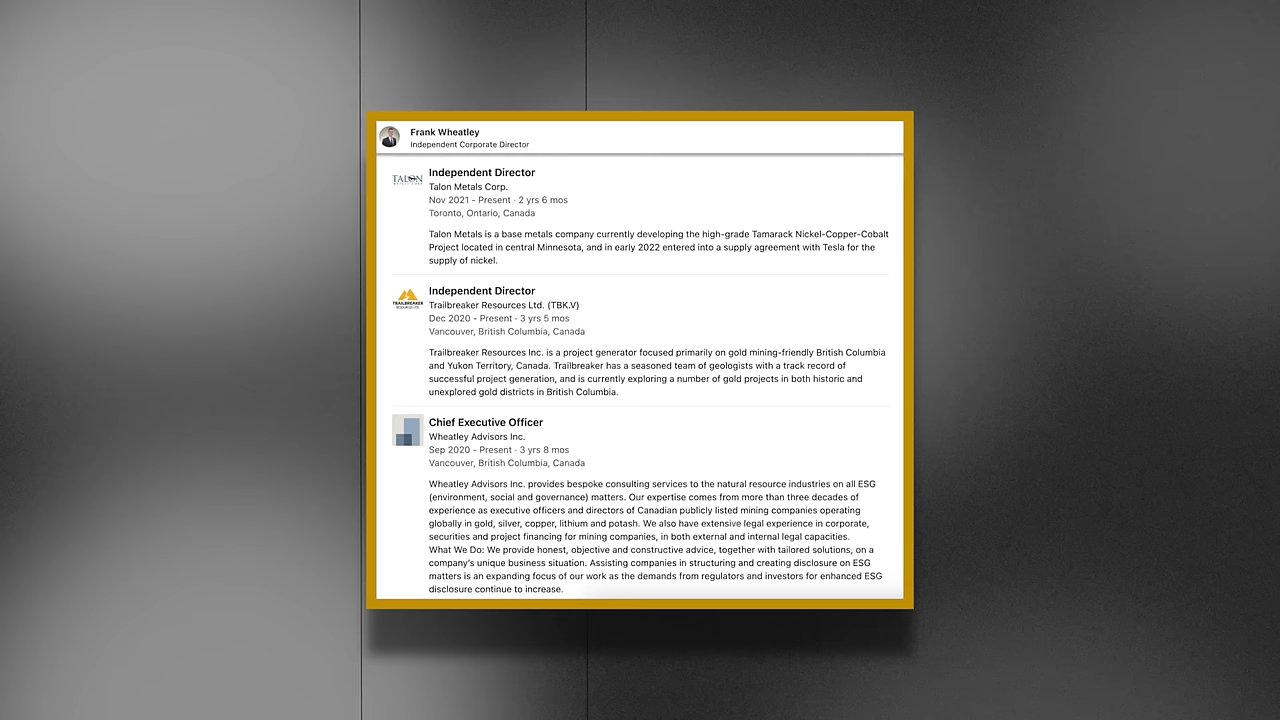 Frank Wheatley
Independent Corporate Director
TALON
Independent Director
Talon Metals Corp.
Nov 2021 - Present · 2 yrs 6 mos
Toronto, Ontario, Canada
Talon Metals is a base metals company currently developing the high-grade Tamarack Nickel-Copper-Cobalt
Project located in central Minnesota, and in early 2022 entered into a supply agreement with Tesla for the
supply of nickel.
TRAILBREAKER
Independent Director
Trailbreaker Resources Ltd. (TBK.V)
Dec 2020 - Present · 3 yrs 5 mos
Vancouver, British Columbia, Canada
Trailbreaker Resources Inc. is a project generator focused primarily on gold mining-friendly British Columbia
and Yukon Territory, Canada. Trailbreaker has a seasoned team of geologists with a track record of
successful project generation, and is currently exploring a number of gold projects in both historic and
unexplored gold districts in British Columbia.
Chief Executive Officer
Wheatley Advisors Inc.
Sep 2020 - Present · 3 yrs 8 mos
Vancouver, British Columbia, Canada
Wheatley Advisors Inc. provides bespoke consulting services to the natural resource industries on all ESG
(environment, social and governance) matters. Our expertise comes from more than three decades of
experience as executive officers and directors of Canadian publicly listed mining companies operating
globally in gold, silver, copper, lithium and potash. We also have extensive legal experience in corporate,
securities and project financing for mining companies, in both external and internal legal capacities.
What We Do: We provide honest, objective and constructive advice, together with tailored solutions, on a
company's unique business situation. Assisting companies in structuring and creating disclosure on ESG
matters is an expanding focus of our work as the demands from regulators and investors for enhanced ESG
disclosure continue to increase.